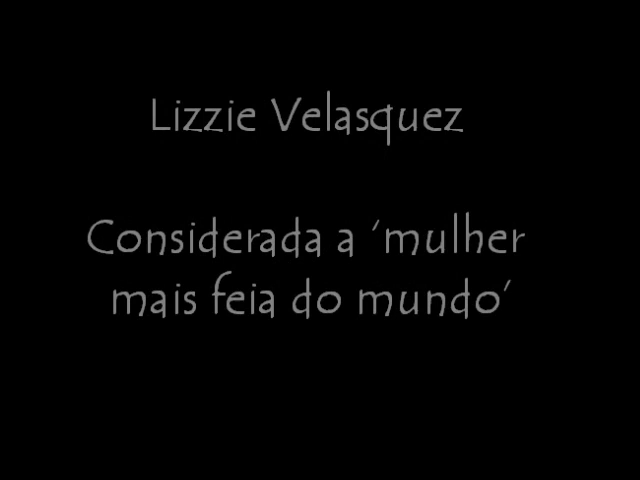 Lizzie Velasquez
Considerada a ‘mulher
mais feia do mundo’